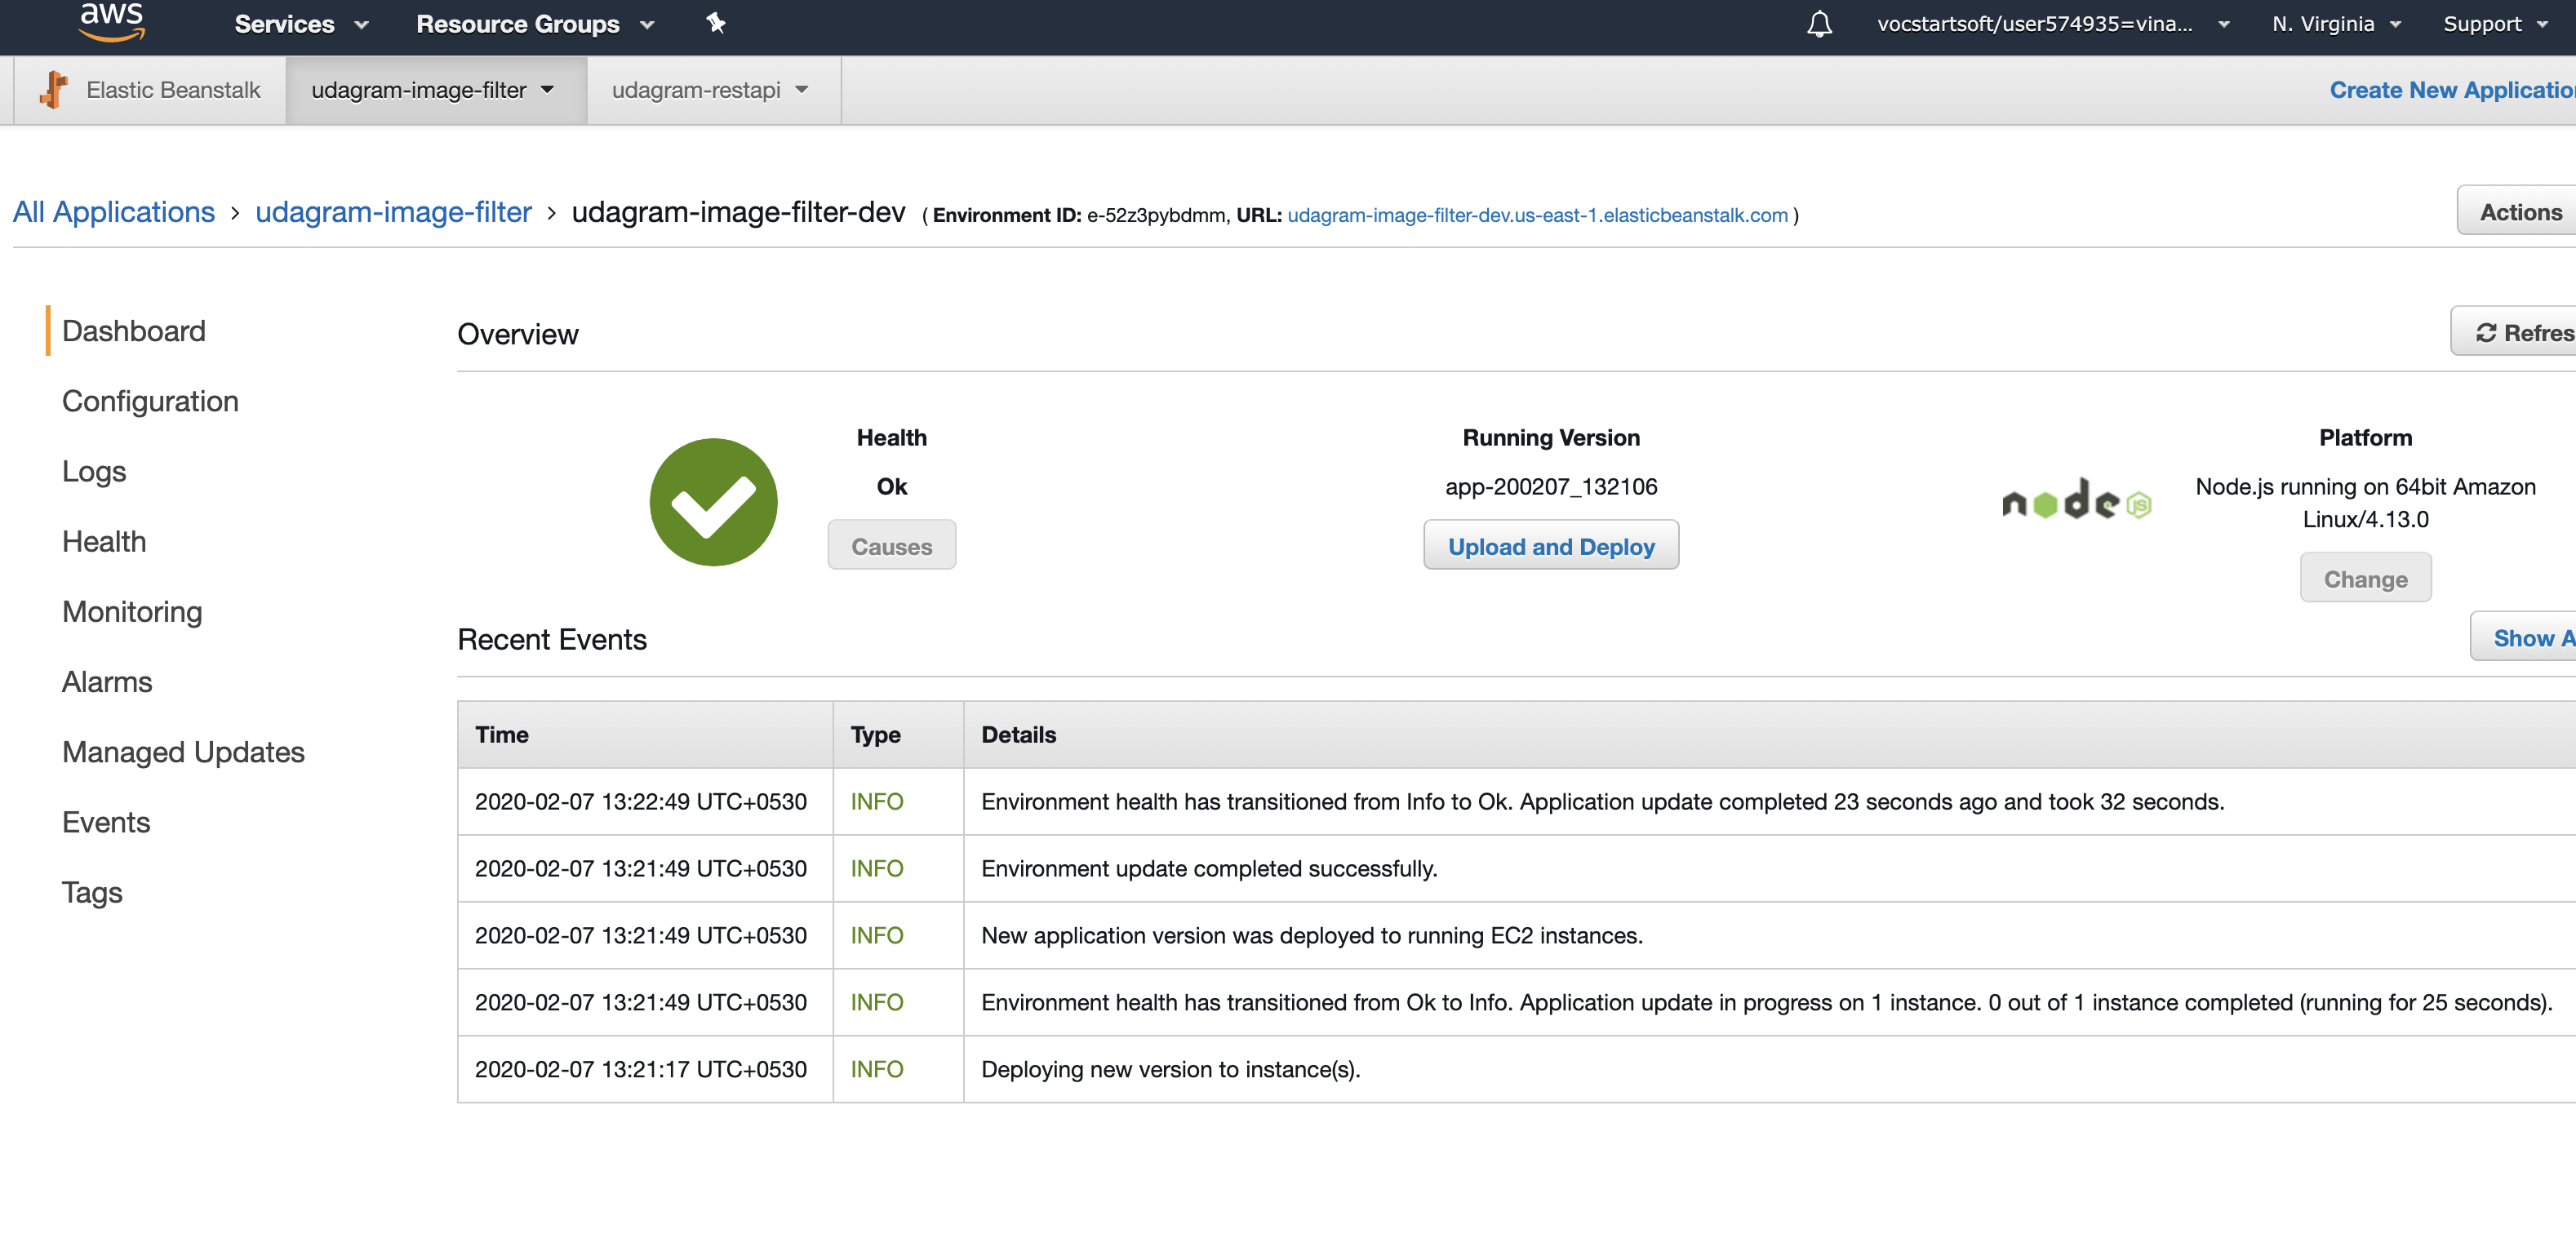 aws Services Resource Groups vocstartsoft/user574935=vina... N. Virginia Support
Elastic Beanstalk udagram-image-filter udagram-restapi Create New Applicatio
All Applications › udagram-image-filter › udagram-image-filter-dev ( Environment ID: e-52z3pybdmm, URL: udagram-image-filter-dev.us-east-1.elasticbeanstalk.com ) Actions
Dashboard
Configuration
Logs
Health
Monitoring
Alarms
Managed Updates
Events
Tags
Overview Refres
Health
Ok
Causes
Running Version
app-200207_132106
Upload and Deploy
node JS
Platform
Node.js running on 64bit Amazon
Linux/4.13.0
Change
Recent Events Show A
Time Type Details
2020-02-07 13:22:49 UTC+0530 INFO Environment health has transitioned from Info to Ok. Application update completed 23 seconds ago and took 32 seconds.
2020-02-07 13:21:49 UTC+0530 INFO Environment update completed successfully.
2020-02-07 13:21:49 UTC+0530 INFO New application version was deployed to running EC2 instances.
2020-02-07 13:21:49 UTC+0530 INFO Environment health has transitioned from Ok to Info. Application update in progress on 1 instance. 0 out of 1 instance completed (running for 25 seconds).
2020-02-07 13:21:17 UTC+0530 INFO Deploying new version to instance(s).